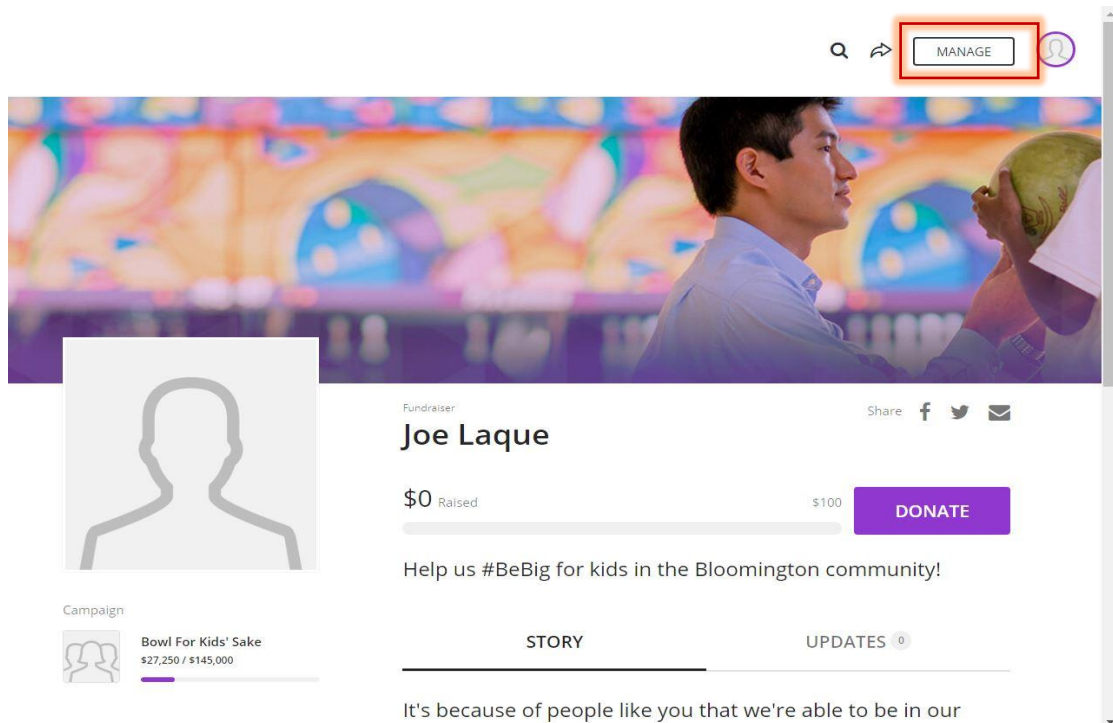 MANAGE
Fundraiser
Joe Laque
Share
$0 Raised
$100
DONATE
Help us #BeBig for kids in the Bloomington community!
Campaign
Bowl For Kids' Sake
$27,250 / $145,000
STORY
UPDATES 0
It's because of people like you that we're able to be in our